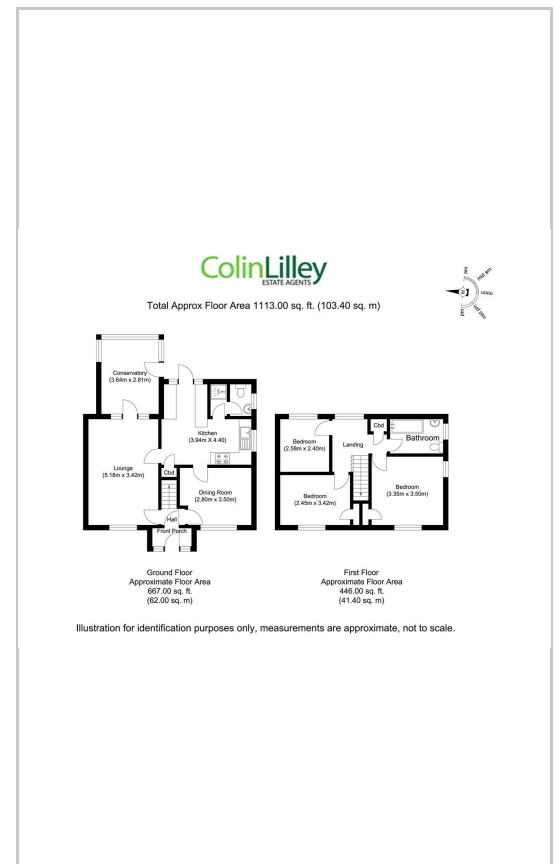 ColinLilley
ESTATE AGENTS
Total Approx Floor Area 1113.00 sq. ft. (103.40 sq. m)
N
noon
Conservatory
(3.64m x 2.81m)
Kitchen
(3.94m X 4.40)
Lounge
(5.18m x 3.42m)
Cbd
Dining Room
(2.80m x 3.50m)
Hall
Front Porch
Cbd
Bathroom
Landing
Bedroom
(2.58m x 2.40m)
Bedroom
(3.35m x 3.50m)
Bedroom
(2.45m x 3.42m)
Ground Floor
Approximate Floor Area
667.00 sq. ft.
(62.00 sq. m)
First Floor
Approximate Floor Area
446.00 sq. ft.
(41.40 sq. m)
Illustration for identification purposes only, measurements are approximate, not to scale.